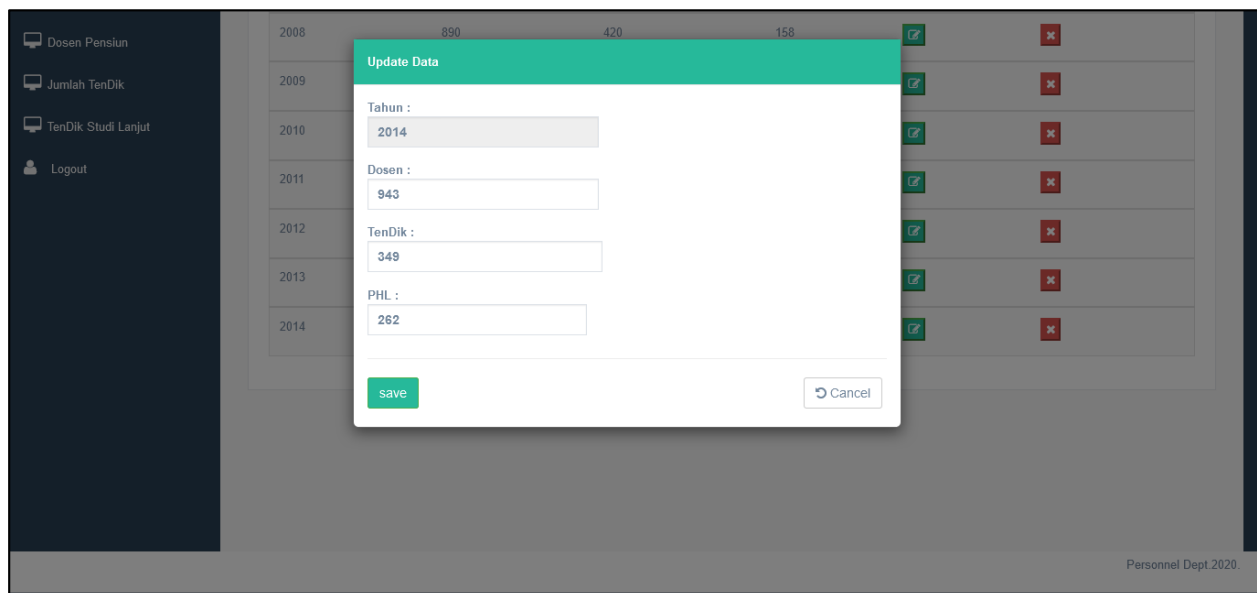 Dosen Pensiun
Jumlah TenDik
TenDik Studi Lanjut
Logout
2008 890 420 158
2009
2010
2011
2012
2013
2014
Update Data
Tahun :
2014
Dosen :
943
TenDik :
349
PHL :
262
save
Cancel
Personnel Dept.2020.